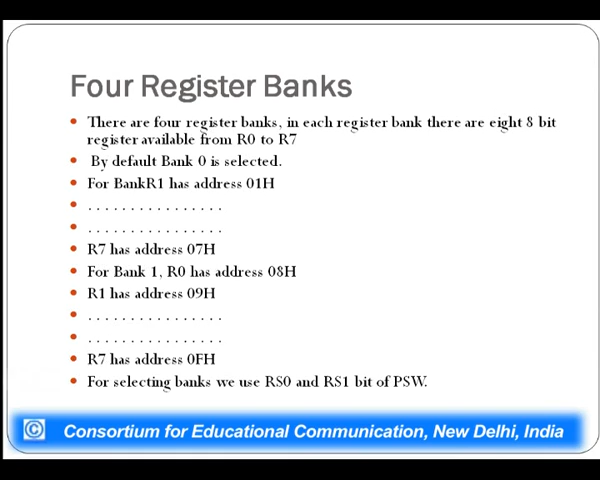 Four Register Banks
• There are four register banks, in each register bank there are eight 8 bit
register available from R0 to R7
• By default Bank 0 is selected.
• For BankR1 has address 01H
• . . . . . . . . . . . . . . . .
• . . . . . . . . . . . . . . . .
• R7 has address 07H
• For Bank 1, R0 has address 08H
• R1 has address 09H
• . . . . . . . . . . . . . . . .
• . . . . . . . . . . . . . . . .
• R7 has address 0FH
• For selecting banks we use RS0 and RS1 bit of PSW.
© Consortium for Educational Communication, New Delhi, India